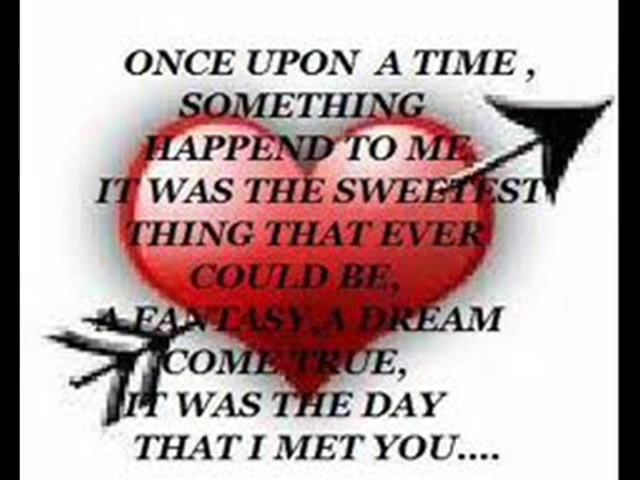 ONCE UPON A TIME ,
SOMETHING
HAPPEND TO ME
IT WAS THE SWEETEST
THING THAT EVER
COULD BE,
A FANTASY,A DREAM
COME TRUE,
IT WAS THE DAY
THAT I MET YOU....